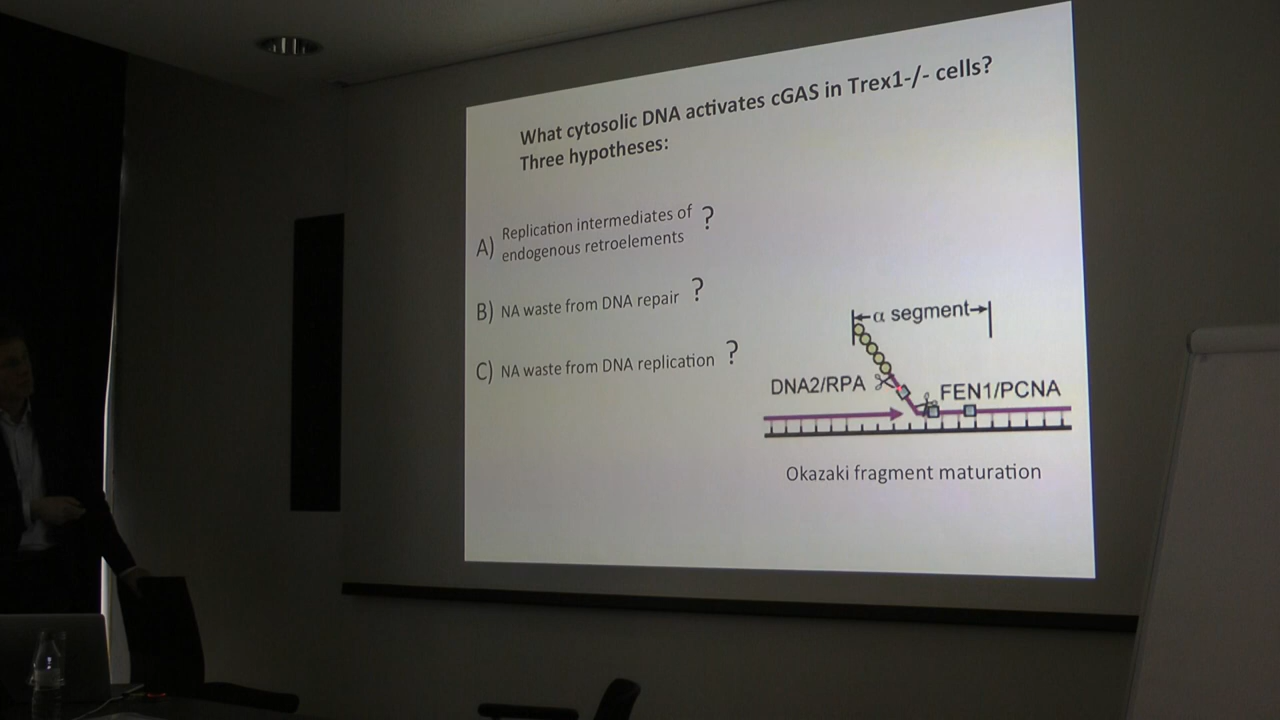 What cytosolic DNA activates cGAS in Trex1-/- cells?
Three hypotheses:
A) Replication intermediates of
endogenous retroelements ?
B) NA waste from DNA repair ?
C) NA waste from DNA replication ?
α segment
DNA2/RPA
FEN1/PCNA
Okazaki fragment maturation